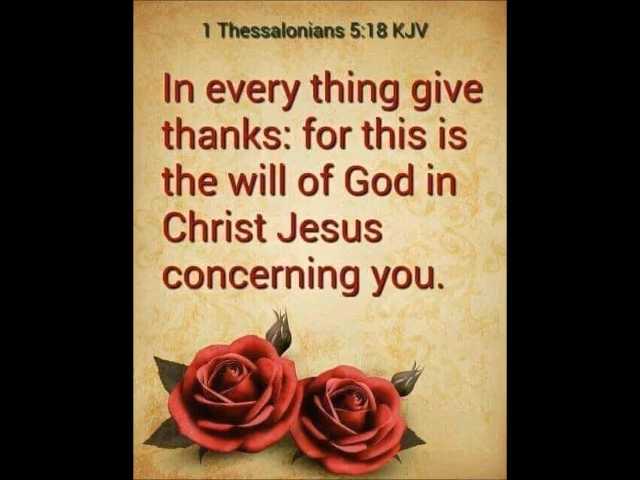 1 Thessalonians 5:18 KJV
In every thing give
thanks: for this is
the will of God in
Christ Jesus
concerning you.